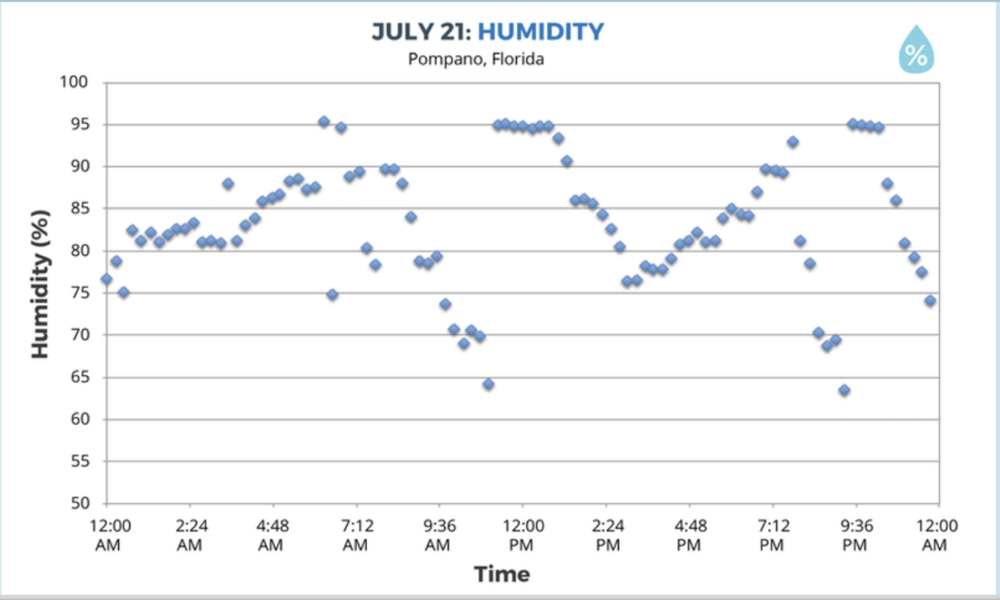 JULY 21: HUMIDITY
Pompano, Florida
%
100
95
90
85
80
75
70
65
60
55
50
Humidity (%)
12:00 AM
2:24 AM
4:48 AM
7:12 AM
9:36 AM
12:00 PM
2:24 PM
4:48 PM
7:12 PM
9:36 PM
12:00 AM
Time